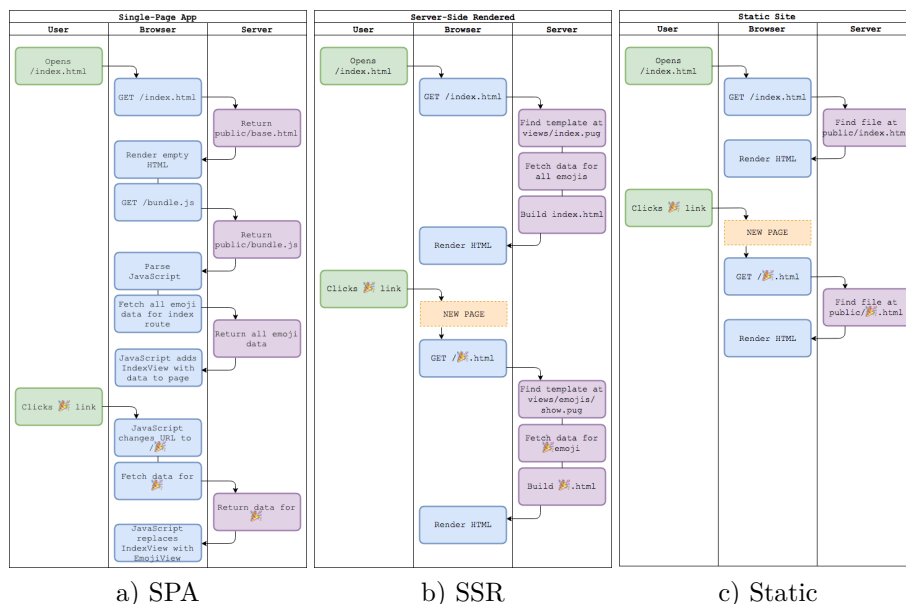 Single-Page App
User Browser Server
Opens
/index.html
GET /index.html
Return
public/base.html
Render empty
HTML
GET /bundle.js
Return
public/bundle.js
Parse
JavaScript
Fetch all emoji
data for index
route
Return all emoji
data
JavaScript adds
IndexView with
data to page
Clicks 🎉 link
JavaScript
changes URL to
/🎉
Fetch data for
🎉
Return data for
🎉
JavaScript
replaces
IndexView with
EmojiView
a) SPA
Server-Side Rendered
User Browser Server
Opens
/index.html
GET /index.html
Find template at
views/index.pug
Fetch data for
all emojis
Build index.html
Render HTML
Clicks 🎉 link
NEW PAGE
GET /🎉.html
Find template at
views/emojis/
show.pug
Fetch data for
🎉emoji
Build 🎉.html
Render HTML
b) SSR
Static Site
User Browser Server
Opens
/index.html
GET /index.html
Find file at
public/index.htm
Render HTML
Clicks 🎉 link
NEW PAGE
GET /🎉.html
Find file at
public/🎉.html
Render HTML
c) Static